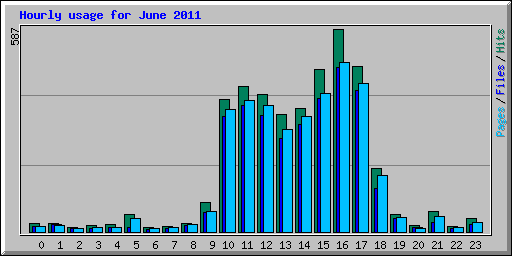 Hourly usage for June 2011
587
Pages/Files/Hits
0 1 2 3 4 5 6 7 8 9 10 11 12 13 14 15 16 17 18 19 20 21 22 23